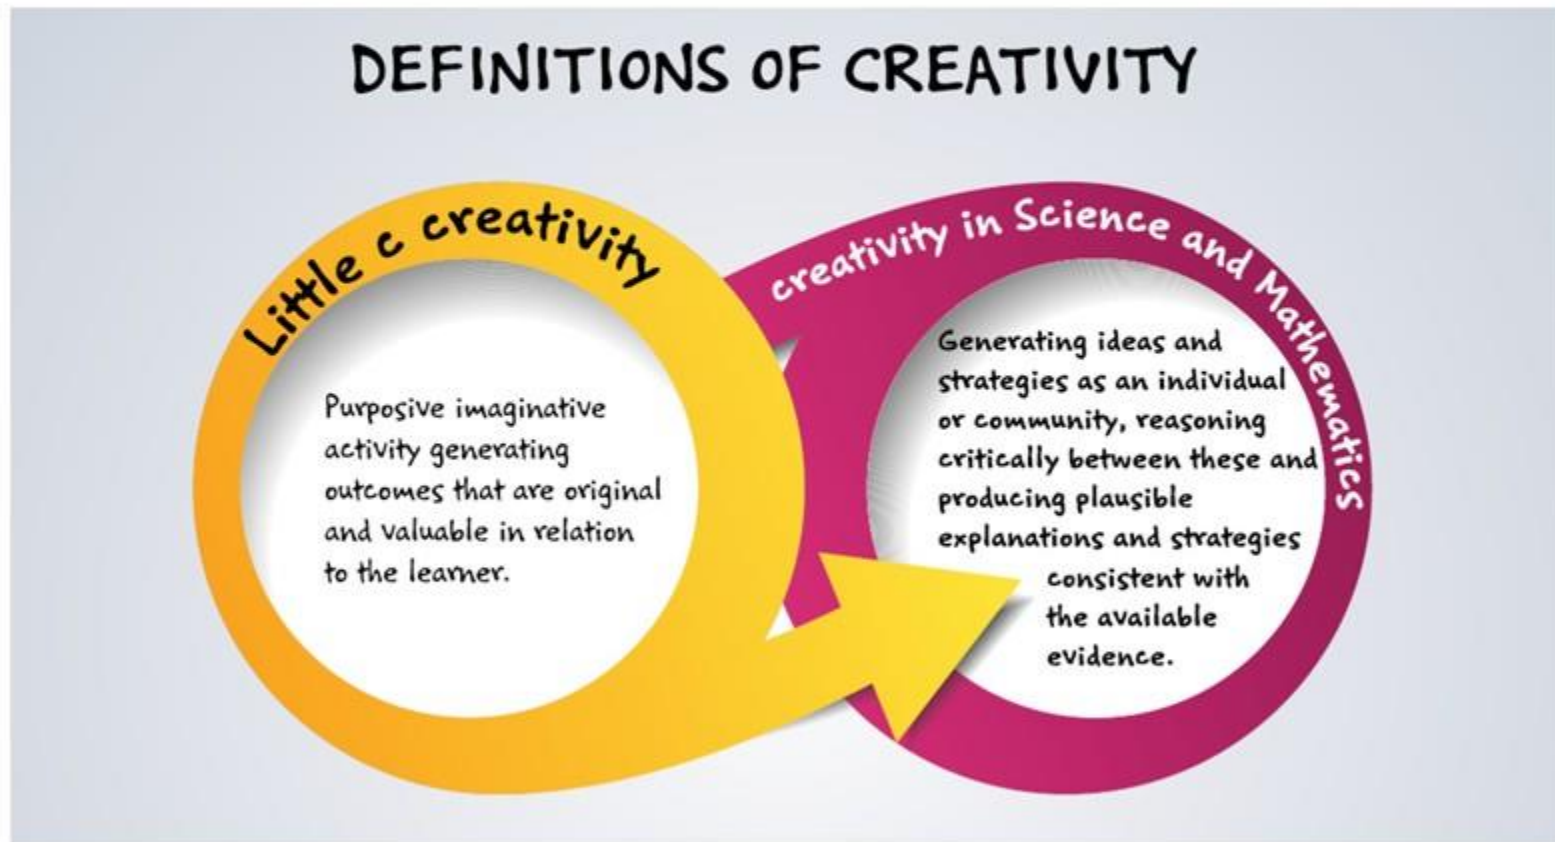 DEFINITIONS OF CREATIVITY
Little c creativity
Purposive imaginative
activity generating
outcomes that are original
and valuable in relation
to the learner.
creativity in Science and Mathematics
Generating ideas and
strategies as an individual
or community, reasoning
critically between these and
producing plausible
explanations and strategies
consistent with
the available
evidence.